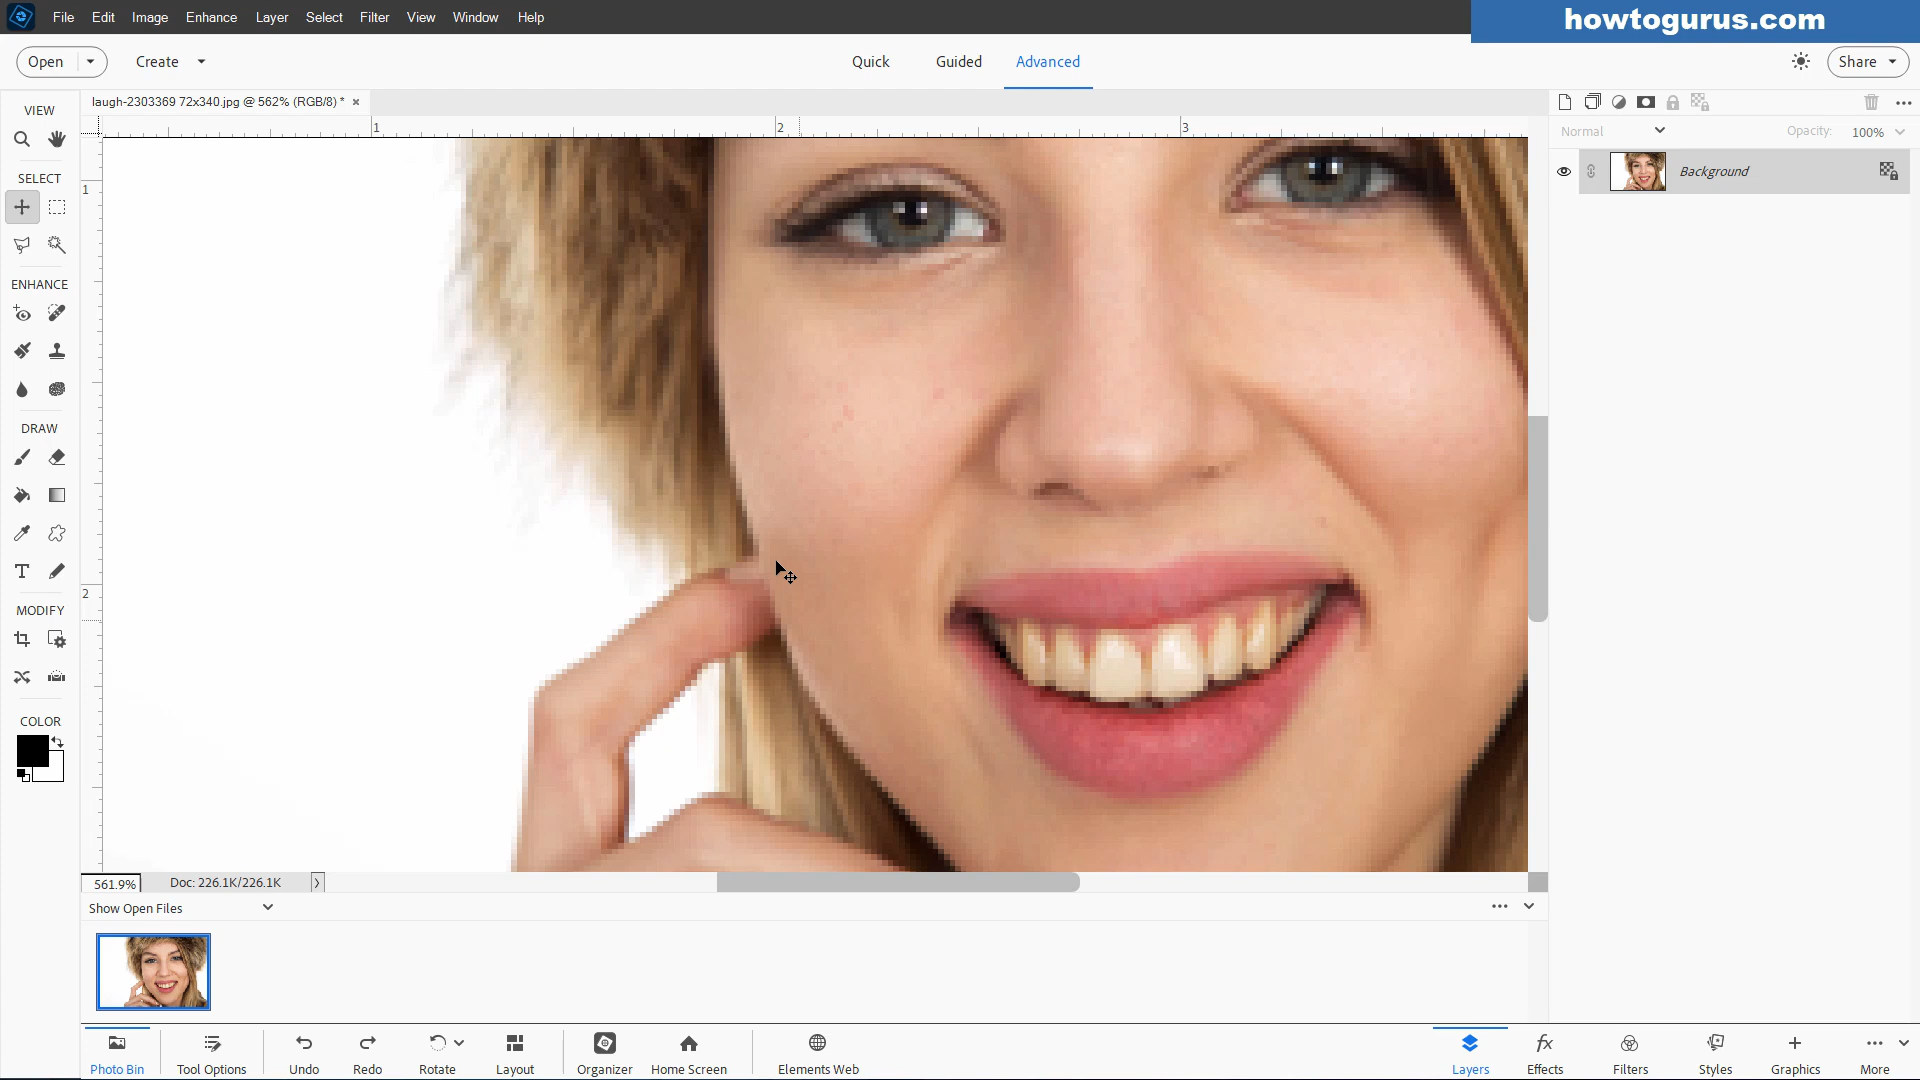 File Edit Image Enhance Layer Select Filter View Window Help
howtogurus.com
Open Create Quick Guided Advanced Share
VIEW
laugh-2303369 72x340.jpg @ 562% (RGB/8) *
1 2 3
Normal Opacity: 100%
Background
SELECT
1
ENHANCE
DRAW
T
2
MODIFY
COLOR
561.9% Doc: 226.1K/226.1K
Show Open Files
Photo Bin Tool Options Undo Redo Rotate Layout Organizer Home Screen Elements Web Layers Effects Filters Styles Graphics More